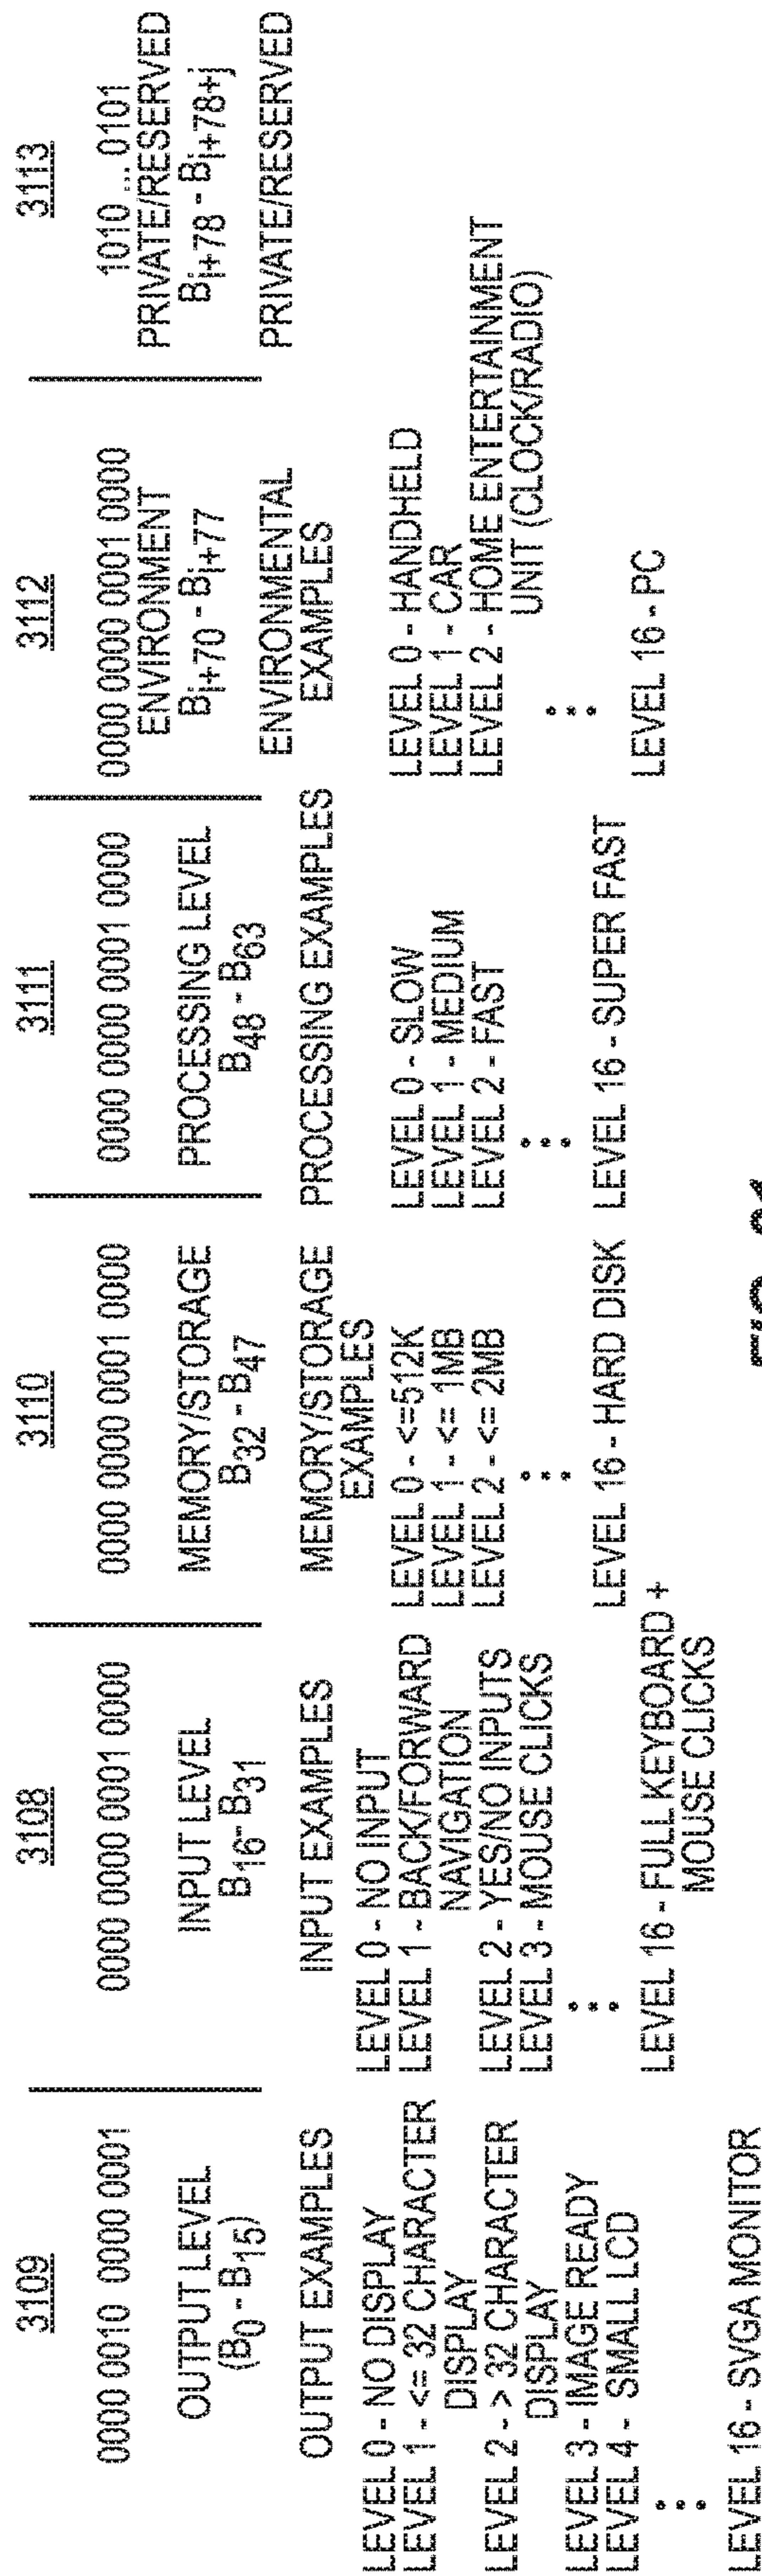 3109
0000 0010 0000 0001
OUTPUT LEVEL
(B0 - B15)
OUTPUT EXAMPLES
LEVEL 0 - NO DISPLAY
LEVEL 1 - <= 32 CHARACTER
DISPLAY
LEVEL 2 - > 32 CHARACTER
DISPLAY
LEVEL 3 - IMAGE READY
LEVEL 4 - SMALL LCD
LEVEL 16 - SVGA MONITOR
3108
0000 0000 0001 0000
INPUT LEVEL
B16 - B31
INPUT EXAMPLES
LEVEL 0 - NO INPUT
LEVEL 1 - BACK/FORWARD
NAVIGATION
LEVEL 2 - YES/NO INPUTS
LEVEL 3 - MOUSE CLICKS
LEVEL 16 - FULL KEYBOARD +
MOUSE CLICKS
3110
0000 0000 0001 0000
MEMORY/STORAGE
B32 - B47
MEMORY/STORAGE
EXAMPLES
LEVEL 0 - <=512K
LEVEL 1 - <= 1MB
LEVEL 2 - <= 2MB
LEVEL 16 - HARD DISK
3111
0000 0000 0001 0000
PROCESSING LEVEL
B48 - B63
PROCESSING EXAMPLES
LEVEL 0 - SLOW
LEVEL 1 - MEDIUM
LEVEL 2 - FAST
LEVEL 16 - SUPER FAST
3112
0000 0000 0001 0000
ENVIRONMENT
Bi+70 - Bi+77
ENVIRONMENTAL
EXAMPLES
LEVEL 0 - HANDHELD
LEVEL 1 - CAR
LEVEL 2 - HOME ENTERTAINMENT
UNIT (CLOCK/RADIO)
LEVEL 16 - PC
3113
1010 ... 0101
PRIVATE/RESERVED
Bi+78 - Bi+78+j
PRIVATE/RESERVED